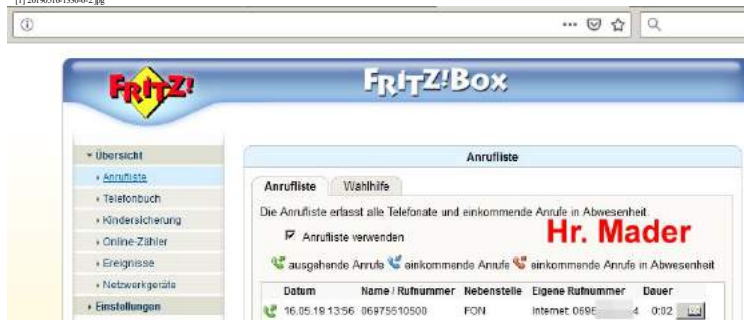 FRITZ!
FRITZ!Box
Übersicht
Anrufliste
Telefonbuch
Kindersicherung
Online-Zähler
Ereignisse
Netzwerkgeräte
Einstellungen
Anrufliste
Anrufliste Wahlhilfe
Die Anrufliste erfasst alle Telefonate und einkommende Anrufe in Abwesenheit.
Anrufliste verwenden
Hr. Mader
ausgehende Anrufe einkommende Anrufe einkommende Anrufe in Abwesenheit
Datum Name / Rufnummer Nebenstelle Eigene Rufnummer Dauer
16.05.19 13:56 06975510500 FON Internet: 4 0:02